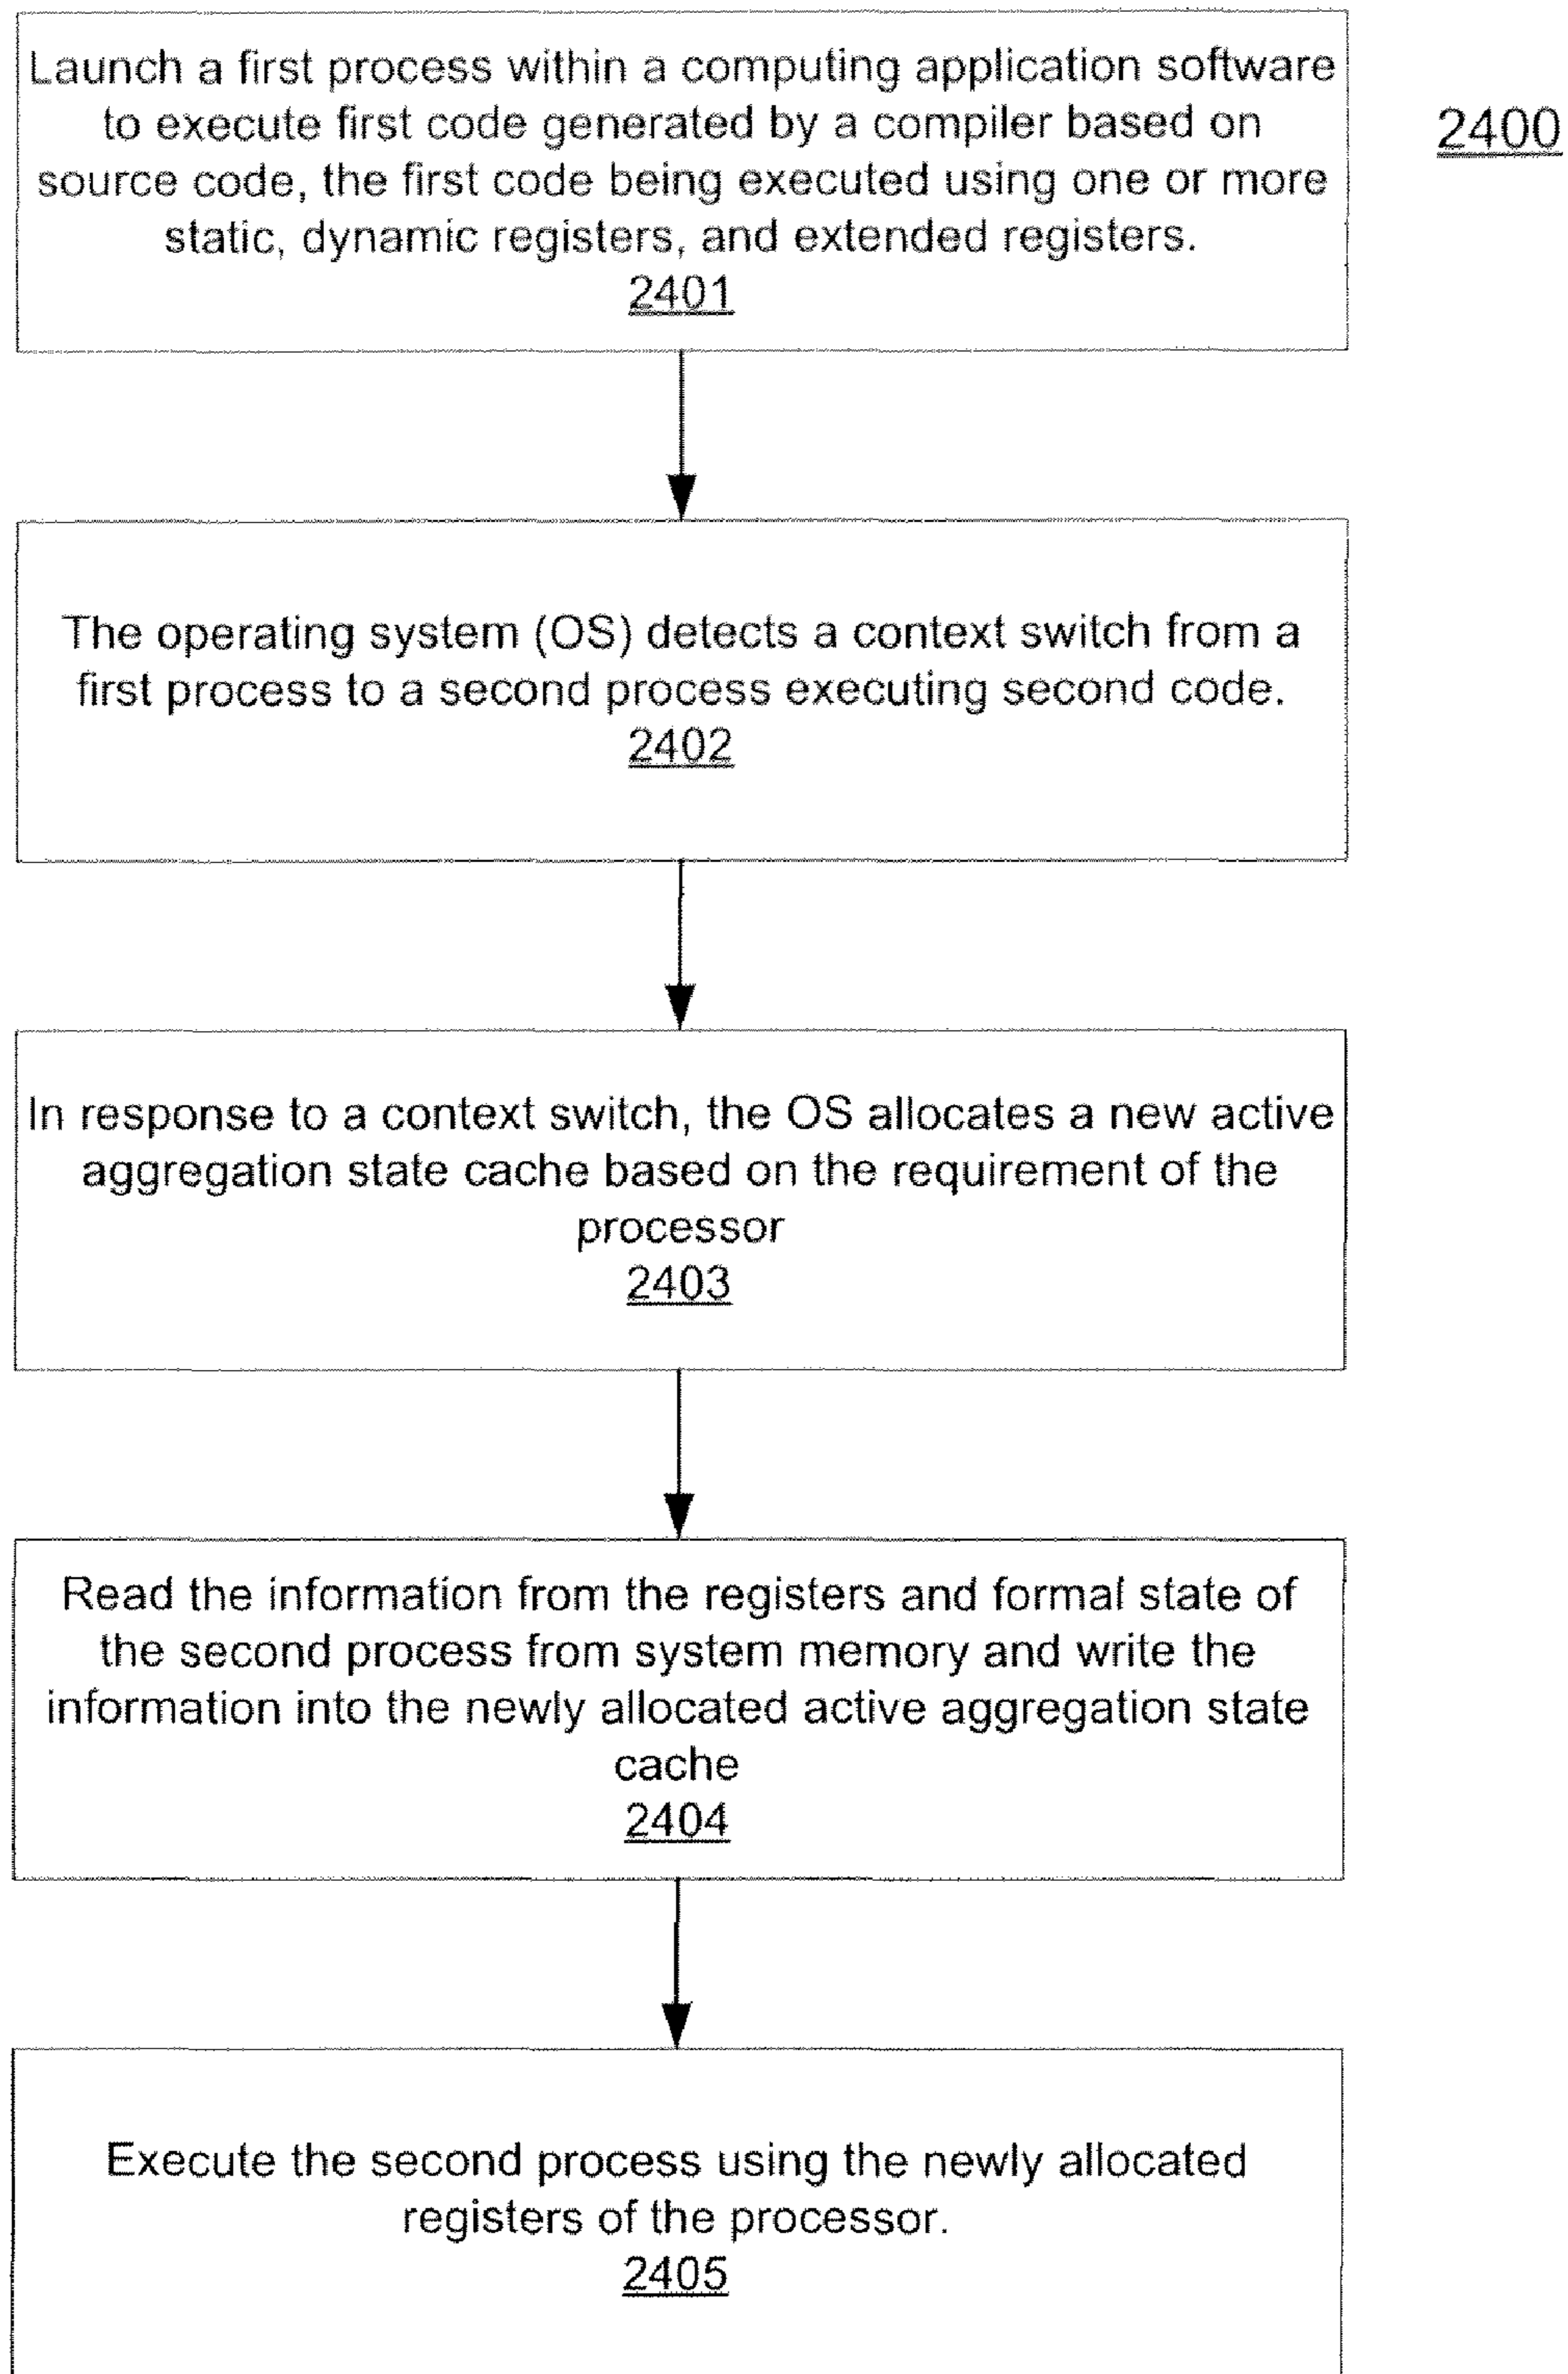 Launch a first process within a computing application software
to execute first code generated by a compiler based on
source code, the first code being executed using one or more
static, dynamic registers, and extended registers.
2401
2400
The operating system (OS) detects a context switch from a
first process to a second process executing second code.
2402
In response to a context switch, the OS allocates a new active
aggregation state cache based on the requirement of the
processor
2403
Read the information from the registers and formal state of
the second process from system memory and write the
information into the newly allocated active aggregation state
cache
2404
Execute the second process using the newly allocated
registers of the processor.
2405